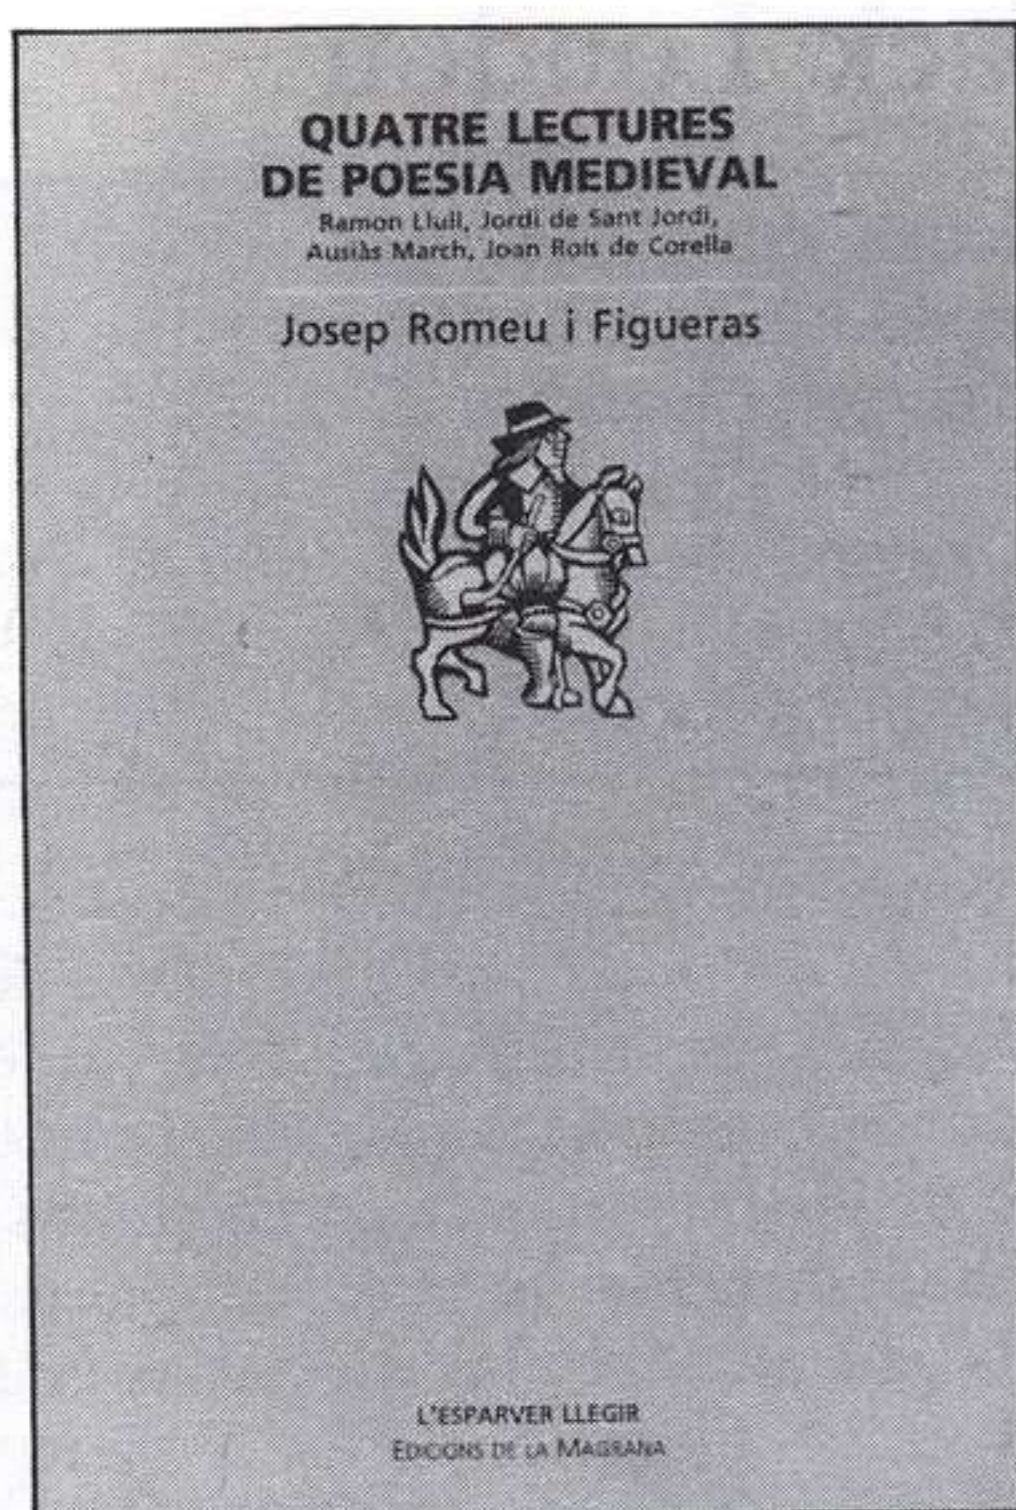 QUATRE LECTURES
DE POESIA MEDIEVAL
Ramon Llull, Jordi de Sant Jordi,
Ausiàs March, Joan Roís de Corella
Josep Romeu i Figueras
L'ESPARVER LLEGIR
EDICIONS DE LA MAGRANA